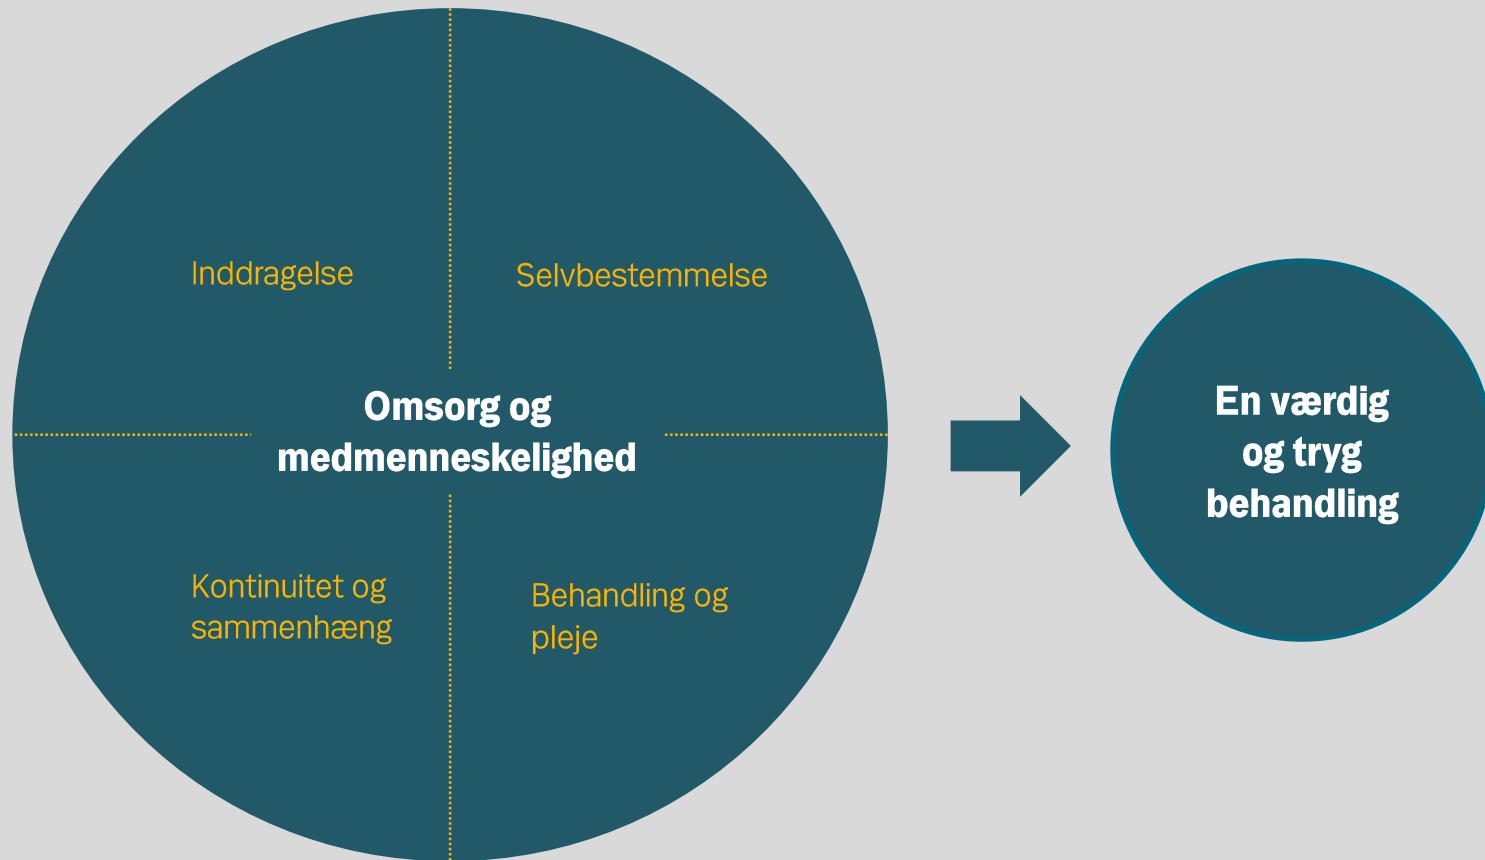 Inddragelse
Selvbestemmelse
Omsorg og
medmenneskelighed
Kontinuitet og
sammenhæng
Behandling og
pleje
En værdig
og tryg
behandling